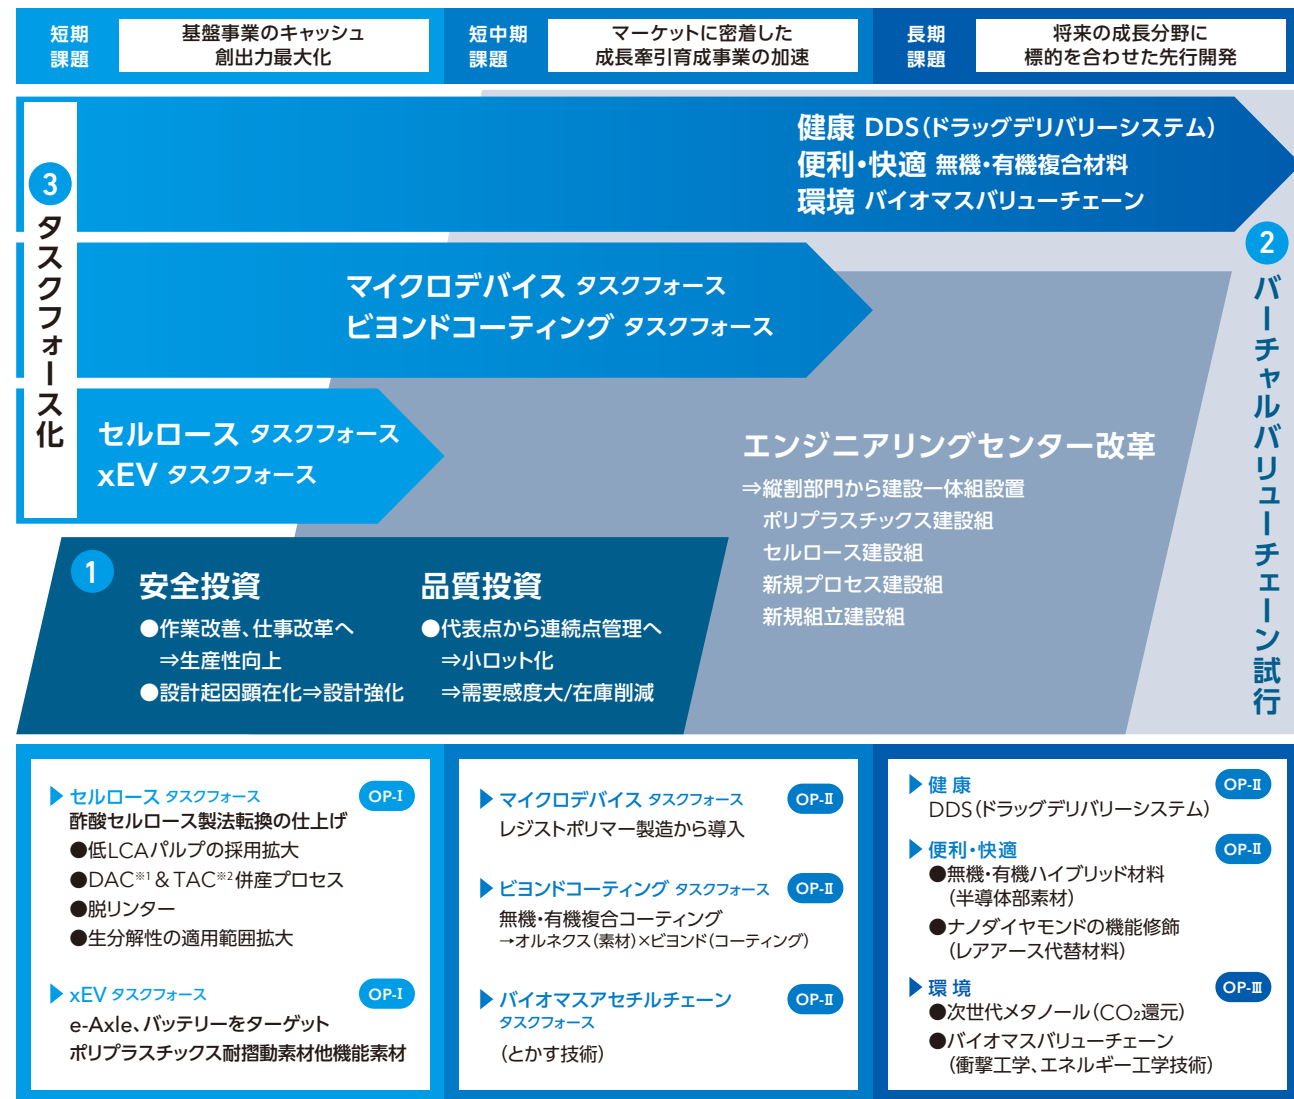 短期
課題
基盤事業のキャッシュ
創出力最大化
短中期
課題
マーケットに密着した
成長牽引育成事業の加速
長期
課題
将来の成長分野に
標的を合わせた先行開発
健康 DDS(ドラッグデリバリーシステム)
便利・快適 無機・有機複合材料
環境 バイオマスバリューチェーン
3
タスクフォース化
マイクロデバイス タスクフォース
ビヨンドコーティング タスクフォース
セルロース タスクフォース
xEV タスクフォース
2
バーチャルバリューチェーン試行
エンジニアリングセンター改革
⇒縦割部門から建設一体組設置
ポリプラスチックス建設組
セルロース建設組
新規プロセス建設組
新規組立建設組
1
安全投資
●作業改善、仕事改革へ
⇒生産性向上
●設計起因顕在化⇒設計強化
品質投資
●代表点から連続点管理へ
⇒小ロット化
⇒需要感度大/在庫削減
▶セルロース タスクフォース OP-Ⅰ
酢酸セルロース製法転換の仕上げ
●低LCAパルプの採用拡大
●DAC※1&TAC※2併産プロセス
●脱リンター
●生分解性の適用範囲拡大
▶xEV タスクフォース OP-Ⅰ
e-Axle、バッテリーをターゲット
ポリプラスチックス耐摺動素材他機能素材
▶マイクロデバイス タスクフォース OP-Ⅱ
レジストポリマー製造から導入
▶ビヨンドコーティング タスクフォース OP-Ⅱ
無機・有機複合コーティング
→オルネクス(素材)×ビヨンド(コーティング)
▶バイオマスアセチルチェーン OP-Ⅱ
タスクフォース
(とかす技術)
▶健 康 OP-Ⅱ
DDS(ドラッグデリバリーシステム)
▶便利・快適 OP-Ⅱ
●無機・有機ハイブリッド材料
(半導体部素材)
●ナノダイヤモンドの機能修飾
(レアアース代替材料)
▶環 境 OP-Ⅲ
●次世代メタノール(CO₂還元)
●バイオマスバリューチェーン
(衝撃工学、エネルギー工学技術)